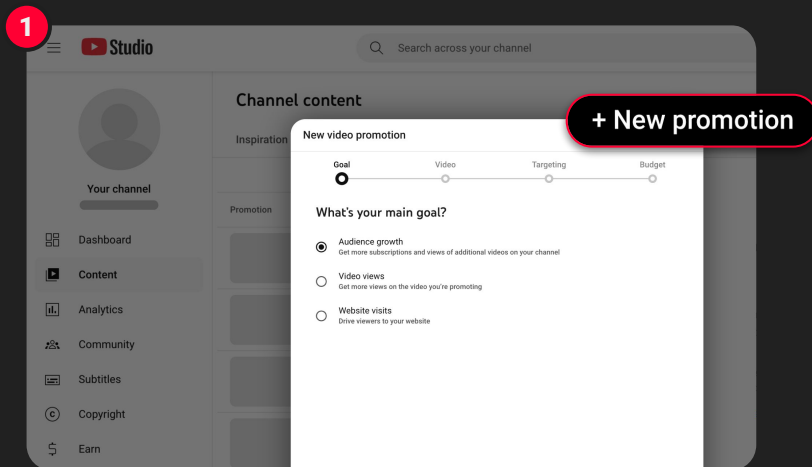 1
Studio
Search across your channel
Channel content
+ New promotion
Inspiration
New video promotion
Goal
Video
Targeting
Budget
Your channel
Promotion
What's your main goal?
Audience growth
Get more subscriptions and views of additional videos on your channel
Video views
Get more views on the video you're promoting
Website visits
Drive viewers to your website
Dashboard
Content
Analytics
Community
Subtitles
Copyright
Earn